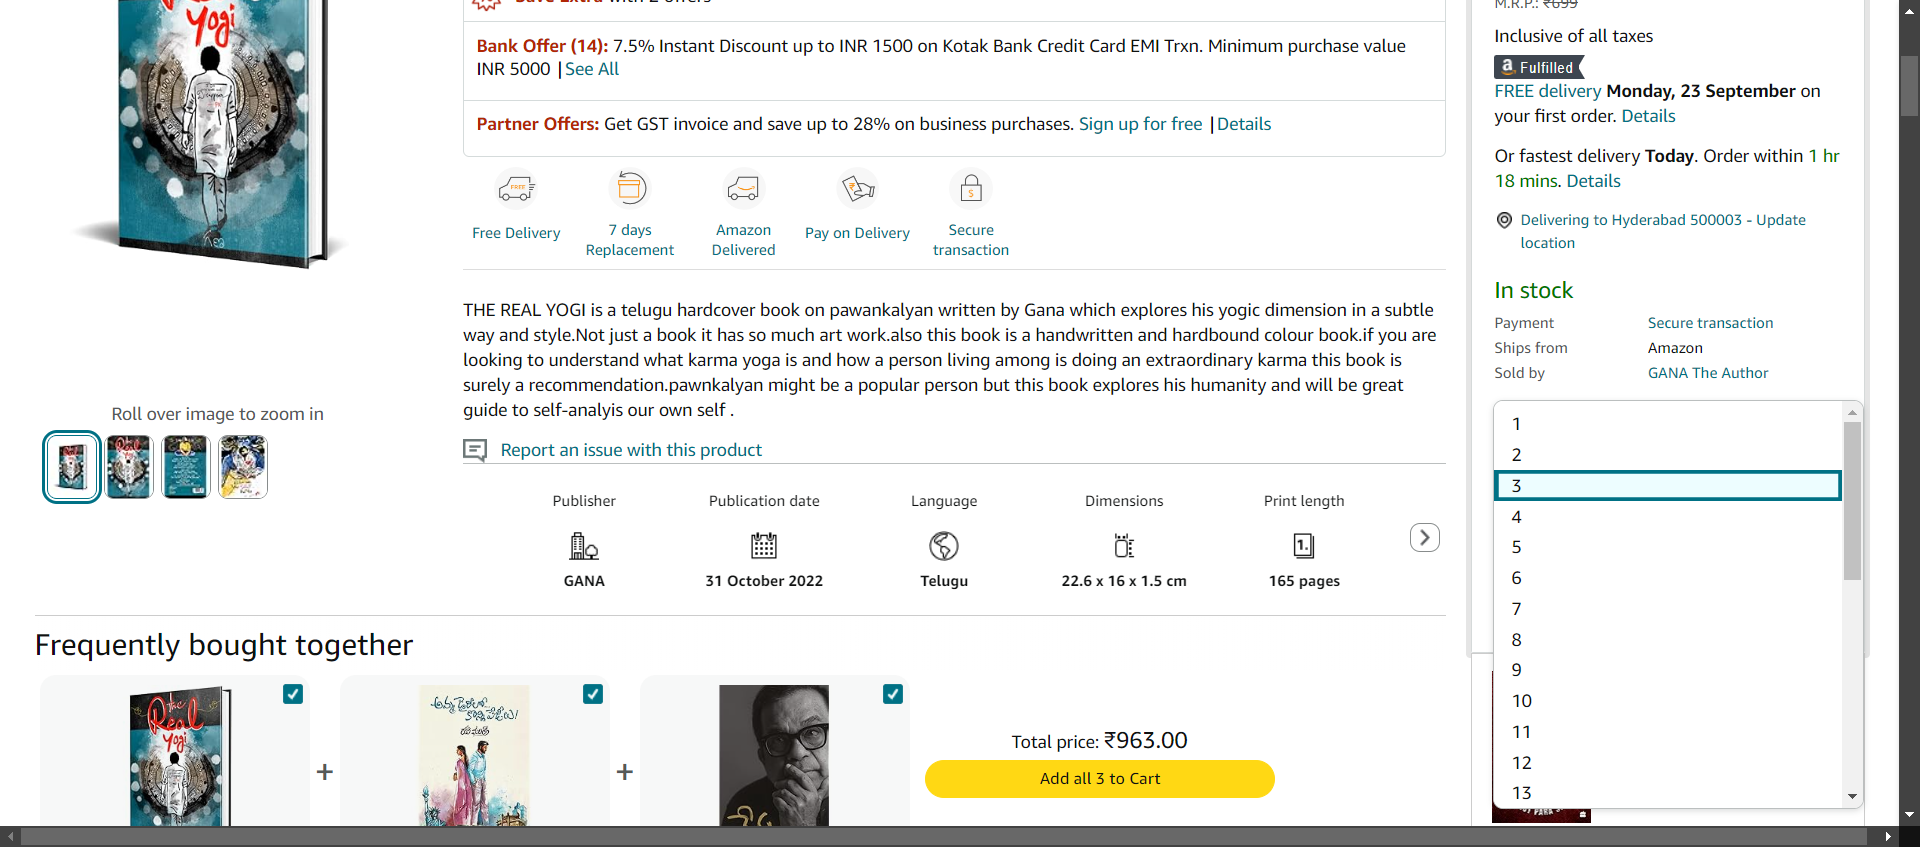 Yogi
Save Extra with 2 offers
Bank Offer (14): 7.5% Instant Discount up to INR 1500 on Kotak Bank Credit Card EMI Trxn. Minimum purchase value
INR 5000 | See All
Partner Offers: Get GST invoice and save up to 28% on business purchases. Sign up for free | Details
FREE
Free Delivery
7 days
Replacement
Amazon
Delivered
Pay on Delivery
Secure
transaction
THE REAL YOGI is a telugu hardcover book on pawankalyan written by Gana which explores his yogic dimension in a subtle
way and style.Not just a book it has so much art work.also this book is a handwritten and hardbound colour book.if you are
looking to understand what karma yoga is and how a person living among is doing an extraordinary karma this book is
surely a recommendation.pawnkalyan might be a popular person but this book explores his humanity and will be great
guide to self-analyis our own self .
Roll over image to zoom in
Report an issue with this product
Publisher
GANA
Publication date
31 October 2022
Language
Telugu
Dimensions
22.6 x 16 x 1.5 cm
Print length
1.
165 pages
Frequently bought together
the
Real
Yogi
+
+
Total price: ₹963.00
Add all 3 to Cart
M.R.P.: ₹699
Inclusive of all taxes
a Fulfilled
FREE delivery Monday, 23 September on
your first order. Details
Or fastest delivery Today. Order within 1 hr
18 mins. Details
Delivering to Hyderabad 500003 - Update
location
In stock
Payment Secure transaction
Ships from Amazon
Sold by GANA The Author
1
2
3
4
5
6
7
8
9
10
11
12
13